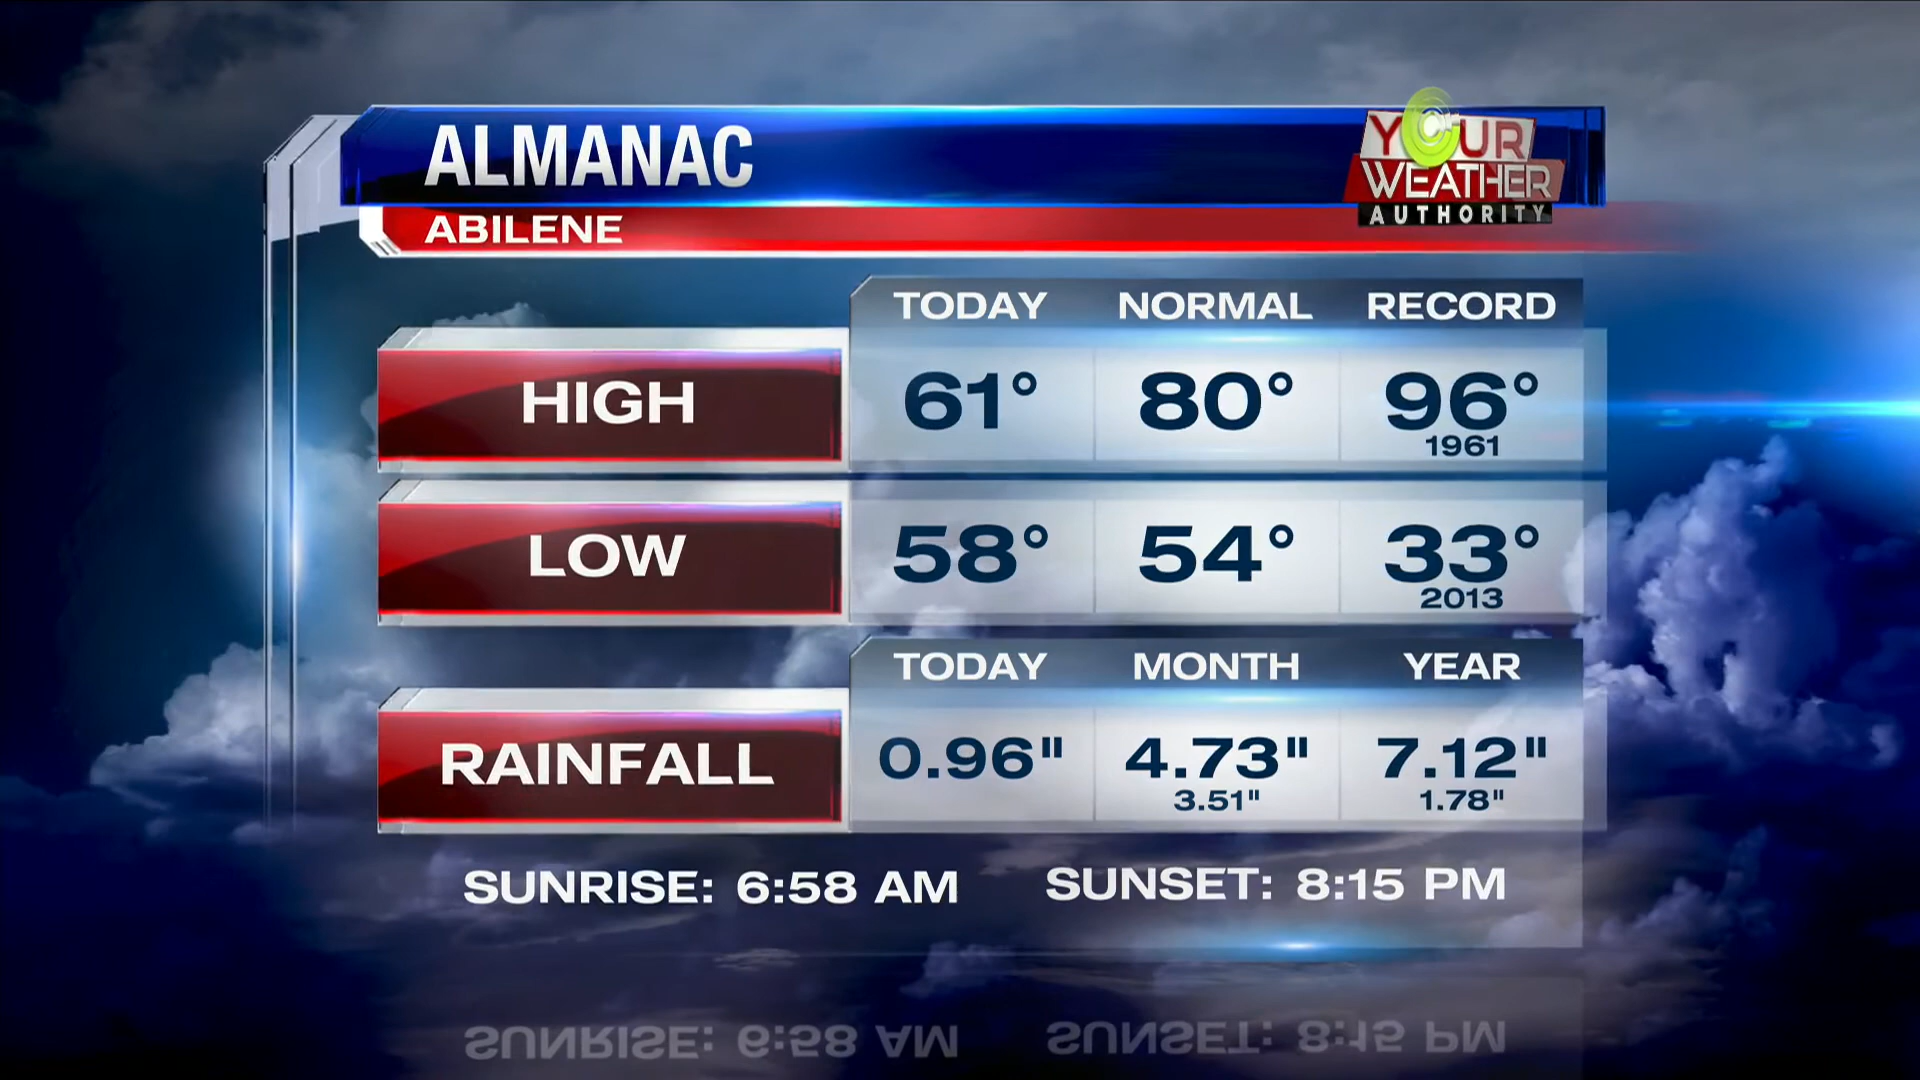 ALMANAC
YOUR
WEATHER
AUTHORITY
ABILENE
TODAY NORMAL RECORD
HIGH 61° 80° 96°
1961
LOW 58° 54° 33°
2013
TODAY MONTH YEAR
RAINFALL 0.96" 4.73" 7.12"
3.51" 1.78"
SUNRISE: 6:58 AM SUNSET: 8:15 PM
SUNRISE: 6:58 AM SUNSET: 8:15 PM